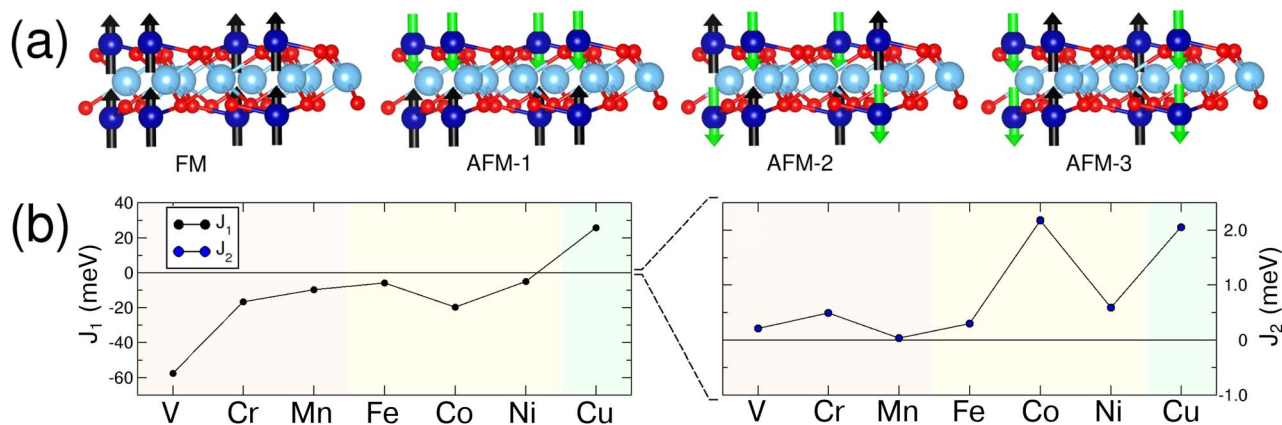 (a)
FM AFM-1 AFM-2 AFM-3
(b)
J₁ (meV)
40
20
0
-20
-40
-60
J₁
J₂
V Cr Mn Fe Co Ni Cu
V Cr Mn Fe Co Ni Cu
2.0
1.0
0
-1.0
J₂ (meV)